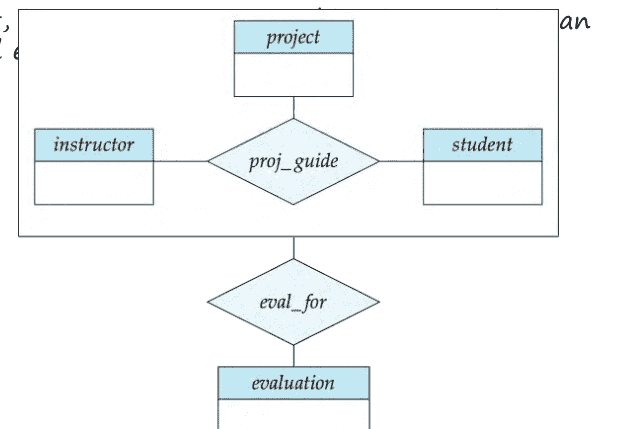 an
project
instructor
proj_guide
student
eval_for
evaluation